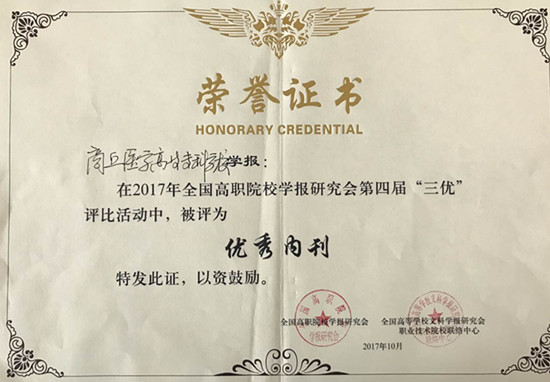 荣誉证书
HONORARY CREDENTIAL
商丘医学高等专科学校学报：
在2017年全国高职院校学报研究会第四届“三优”
评比活动中，被评为
优秀内刊
特发此证，以资鼓励。
全国高职院校学报研究会 全国高等学校文科学报研究会
职业技术院校联络中心
2017年10月